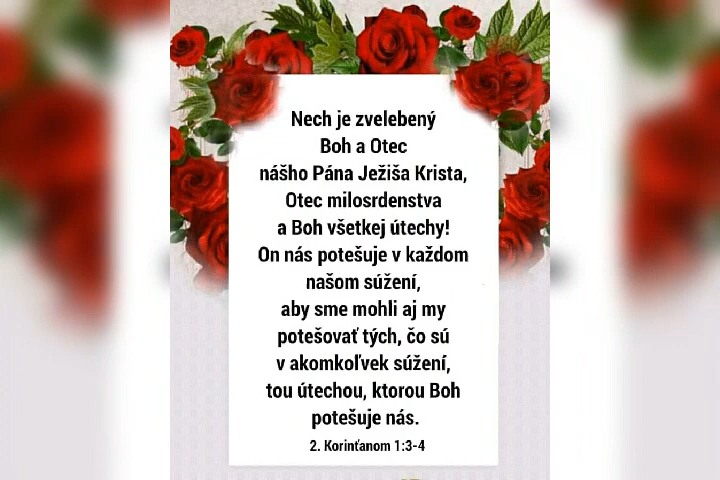 Nech je zvelebený
Boh a Otec
nášho Pána Ježiša Krista,
Otec milosrdenstva
a Boh všetkej útechy!
On nás potešuje v každom
našom súžení,
aby sme mohli aj my
potešovať tých, čo sú
v akomkoľvek súžení,
tou útechou, ktorou Boh
potešuje nás.
2. Korinťanom 1:3-4